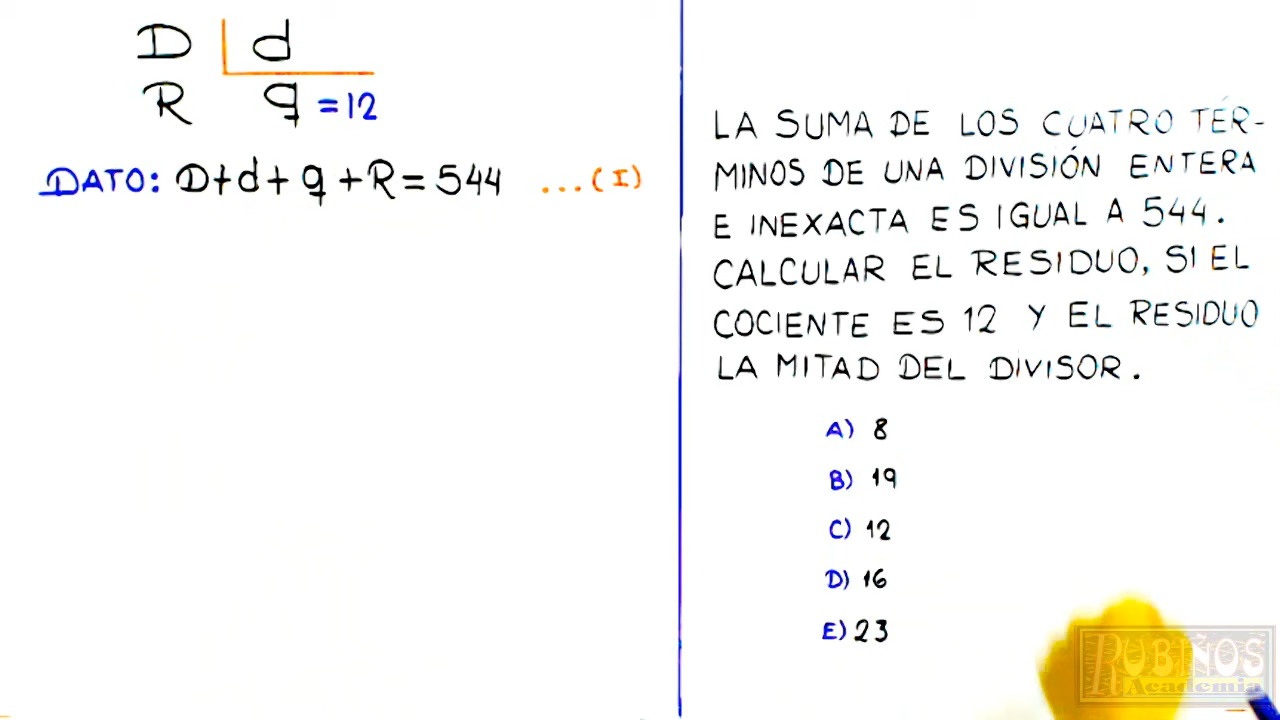 D d
R q =12
DATO: D+d+q+R=544 ...(I)
LA SUMA DE LOS CUATRO TÉR-
MINOS DE UNA DIVISIÓN ENTERA
E INEXACTA ES IGUAL A 544.
CALCULAR EL RESIDUO, SI EL
COCIENTE ES 12 Y EL RESIDUO
LA MITAD DEL DIVISOR.
A) 8
B) 19
C) 12
D) 16
E) 23
RUBIÑOS
Academia